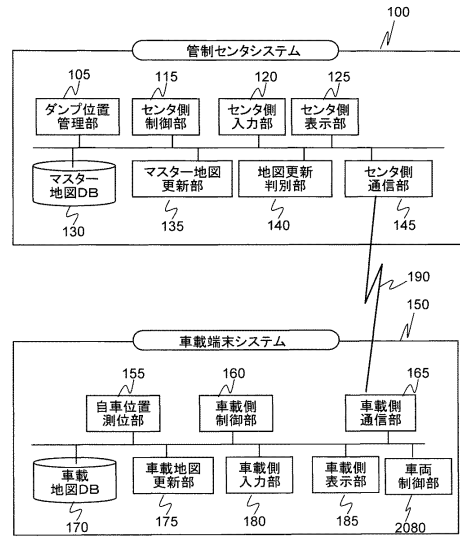 100
管制センタシステム
105
115
120
125
ダンプ位置
管理部
センタ側
制御部
センタ側
入力部
センタ側
表示部
マスター
地図DB
マスター地図
更新部
地図更新
判別部
センタ側
通信部
130
135
140
145
190
150
車載端末システム
155
160
165
自車位置
測位部
車載側
制御部
車載側
通信部
車載
地図DB
車載地図
更新部
車載側
入力部
車載側
表示部
車両
制御部
170
175
180
185
2080